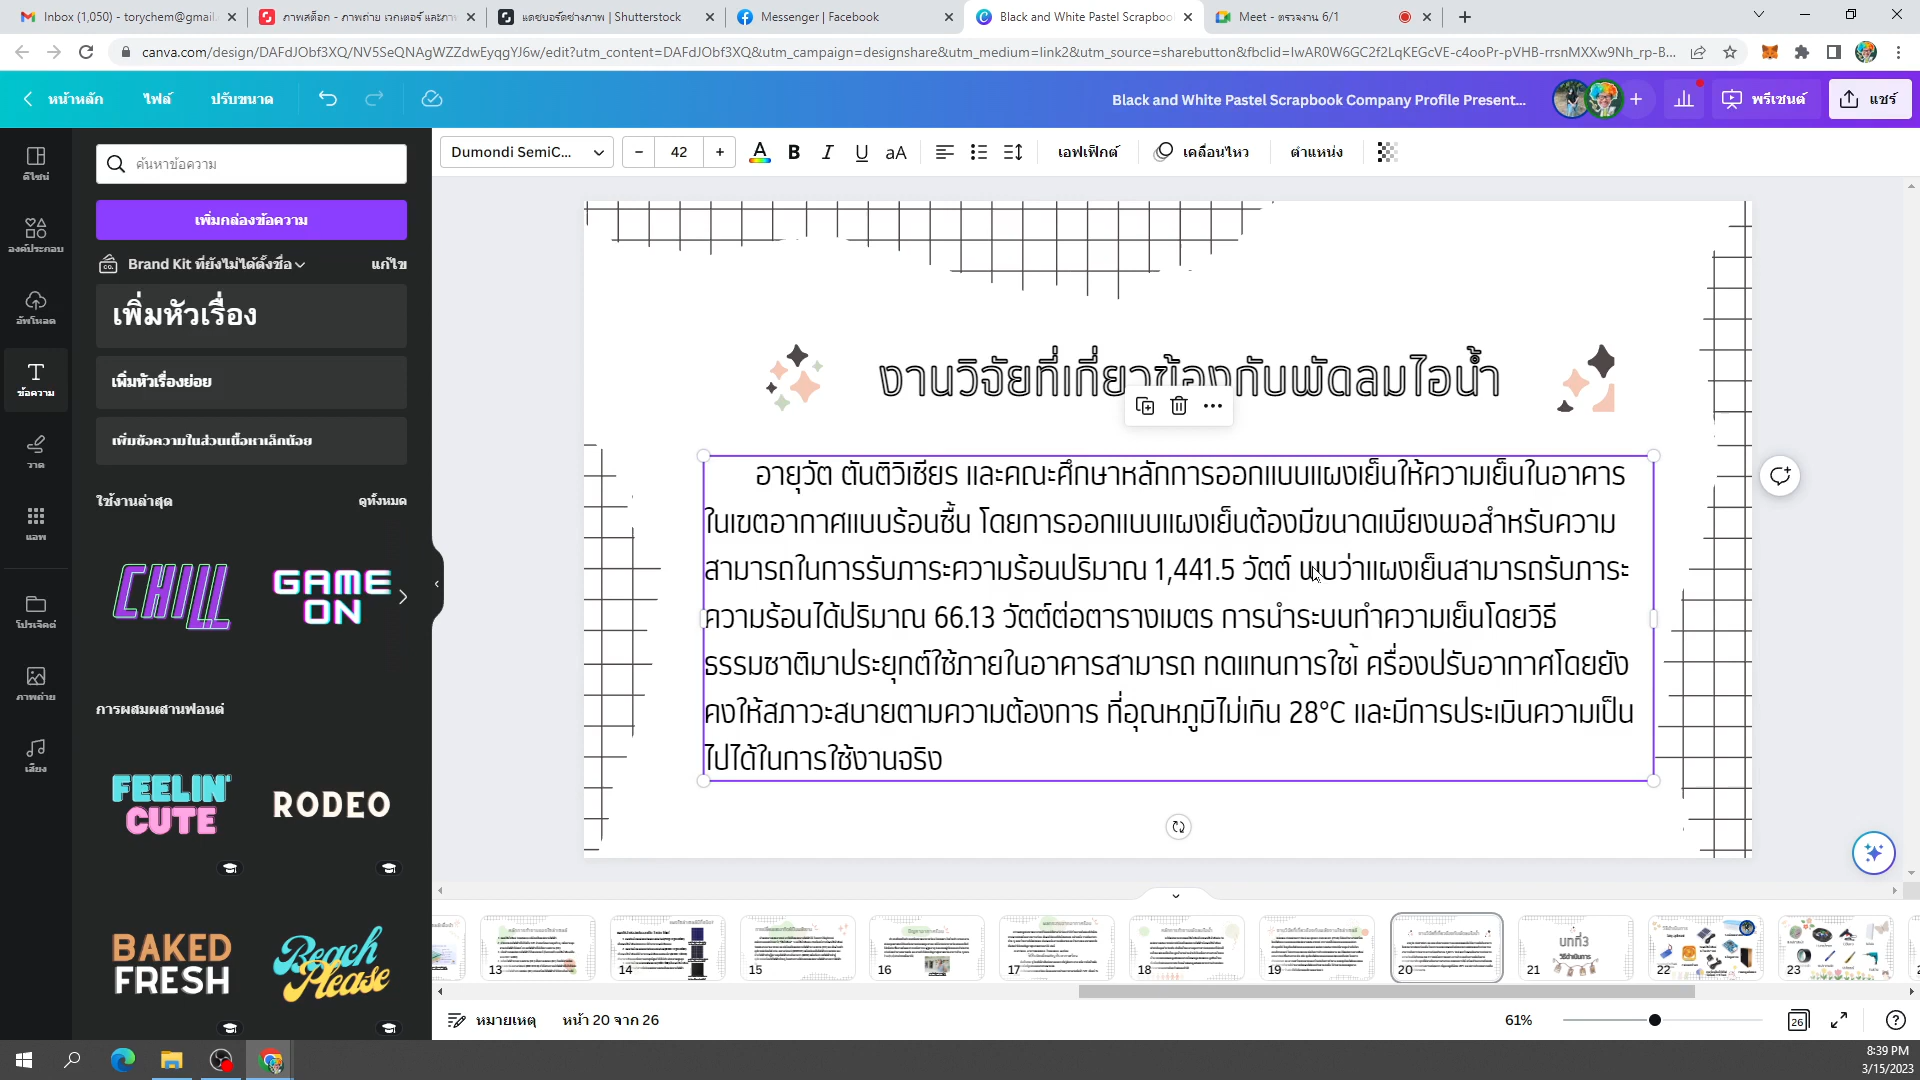 Inbox (1,050) - torychem@gmail.
ภาพสต็อก - ภาพถ่าย เวกเตอร์ และภา
แดชบอร์ดช่างภาพ | Shutterstock
Messenger | Facebook
Black and White Pastel Scrapboo
Meet - ตรวจงาน 6/1
canva.com/design/DAFdJObf3XQ/NV5SeQNAgWZZdwEyqgYJ6w/edit?utm_content=DAFdJObf3XQ&utm_campaign=designshare&utm_medium=link2&utm_source=sharebutton&fbclid=IwAR0W6GC2f2LqKEGcVE-c4ooPr-pVHB-rrsnMXXw9Nh_rp-B...
หน้าหลัก
ไฟล์
ปรับขนาด
Black and White Pastel Scrapbook Company Profile Present...
พรีเซนต์
แชร์
Dumondi SemiC...
42
B I U aA
เอฟเฟ็กต์
เคลื่อนไหว
ตำแหน่ง
ดีไซน์
องค์ประกอบ
อัพโหลด
ข้อความ
วาด
แอพ
โปรเจ็คต์
ภาพถ่าย
เสียง
ค้นหาข้อความ
เพิ่มกล่องข้อความ
Brand Kit ที่ยังไม่ได้ตั้งชื่อ
แก้ไข
เพิ่มหัวเรื่อง
เพิ่มหัวเรื่องย่อย
เพิ่มข้อความในส่วนเนื้อหาเล็กน้อย
ใช้งานล่าสุด
ดูทั้งหมด
CHILL
GAME ON
การผสมผสานฟอนต์
FEELIN' CUTE
RODEO
BAKED FRESH
Beach Please
งานวิจัยที่เกี่ยวข้องกับพัดลมไอน้ำ
อายุวัต ตันติวิเชียร และคณะศึกษาหลักการออกแบบแผงเย็นให้ความเย็นในอาคาร
ในเขตอากาศแบบร้อนชื้น โดยการออกแบบแผงเย็นต้องมีขนาดเพียงพอสำหรับความ
สามารถในการรับภาระความร้อนปริมาณ 1,441.5 วัตต์ พบว่าแผงเย็นสามารถรับภาระ
ความร้อนได้ปริมาณ 66.13 วัตต์ต่อตารางเมตร การนำระบบทำความเย็นโดยวิธี
ธรรมชาติมาประยุกต์ใช้ภายในอาคารสามารถ ทดแทนการใชเ้ ครื่องปรับอากาศโดยยัง
คงให้สภาวะสบายตามความต้องการ ที่อุณหภูมิไม่เกิน 28°C และมีการประเมินความเป็น
ไปได้ในการใช้งานจริง
13
14
15
16
17
18
19
20
บทที่3
วิธีดำเนินการ
21
22
23
หมายเหตุ
หน้า 20 จาก 26
61%
26
8:39 PM
3/15/2023